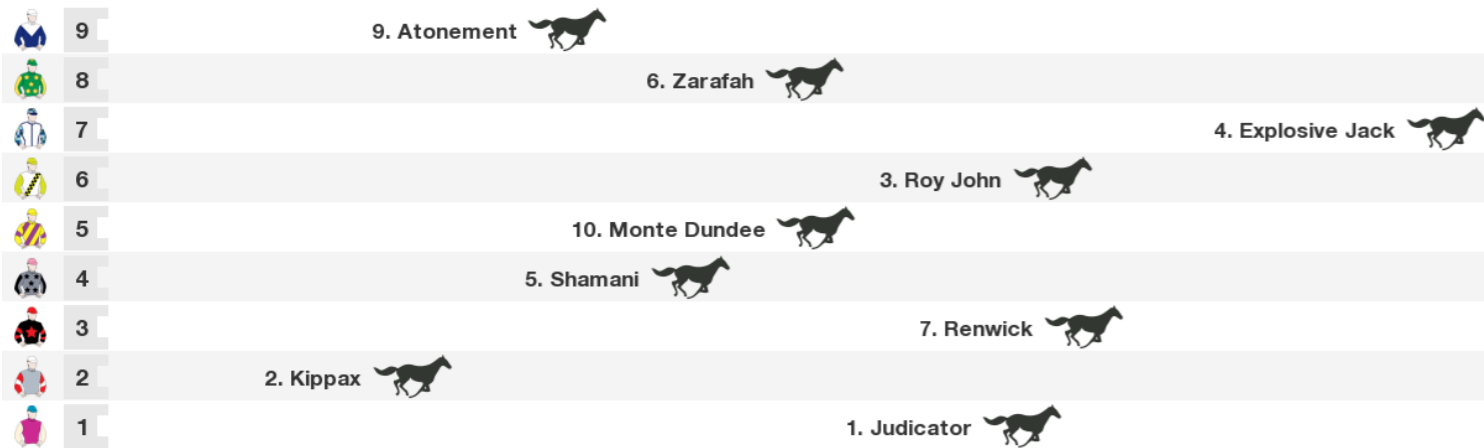 9 9. Atonement
8 6. Zarafah
7 4. Explosive Jack
6 3. Roy John
5 10. Monte Dundee
4 5. Shamani
3 7. Renwick
2 2. Kippax
1 1. Judicator